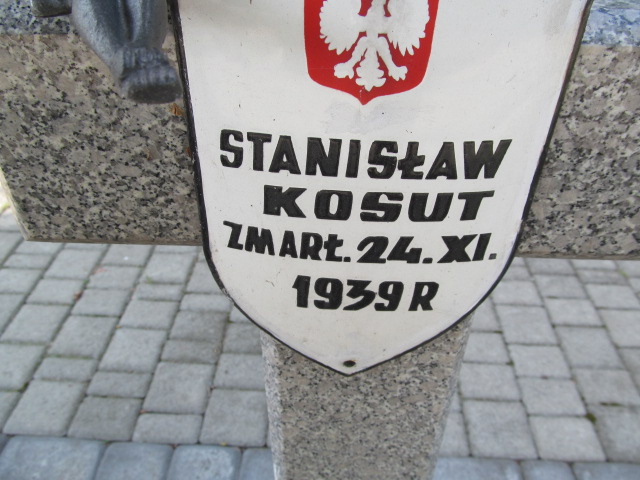 STANISŁAW
KOSUT
ZMARŁ. 24. XI.
1939 R